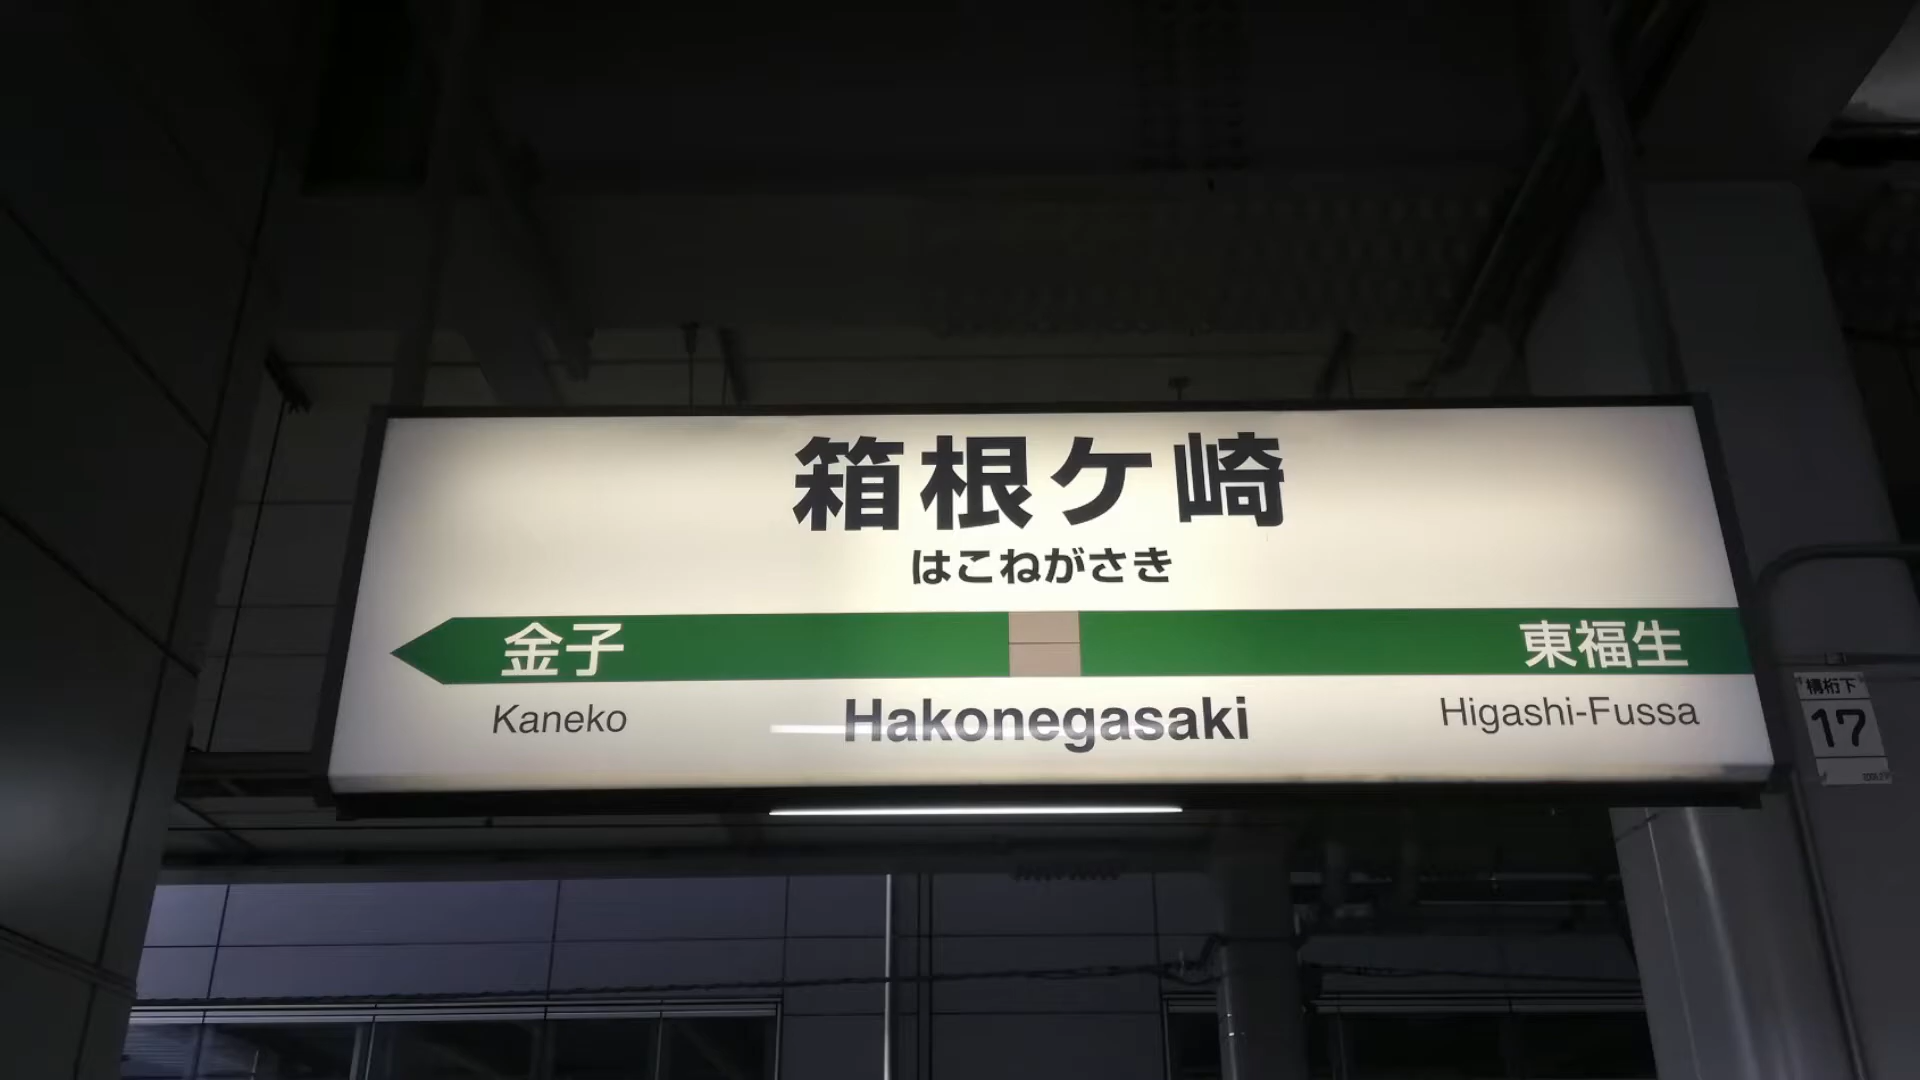 箱根ケ崎
はこねがさき
金子
東福生
Kaneko
Hakonegasaki
Higashi-Fussa
構桁下
17